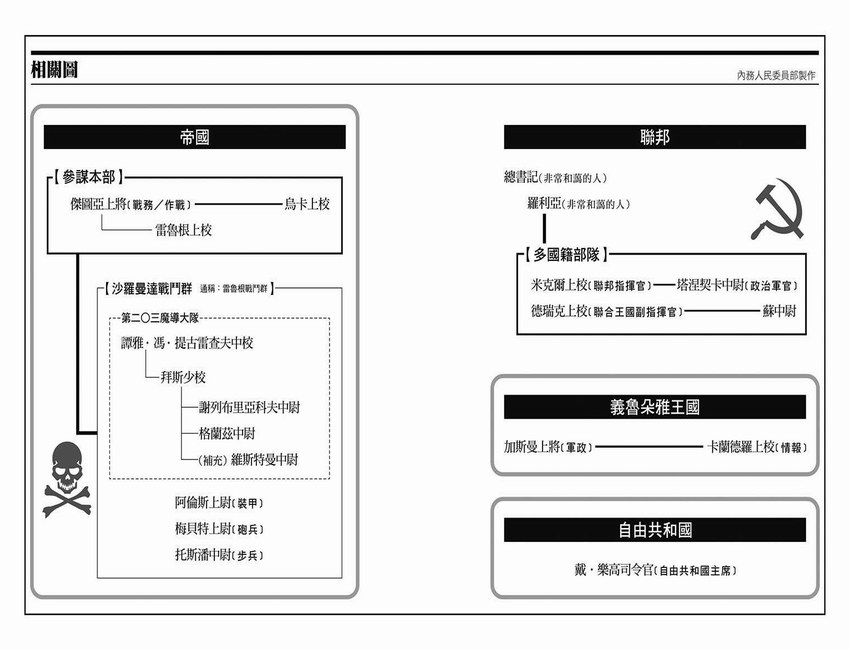 相關圖
內務人民委員部製作
帝國
【參謀本部】
傑圖亞上將〔戰務／作戰〕 烏卡上校
雷魯根上校
【沙羅曼達戰鬥群 通稱：雷魯根戰鬥群】
第二〇三魔導大隊
譚雅・馮・提古雷查夫中校
拜斯少校
謝列布里亞科夫中尉
格蘭茲中尉
（補充）維斯特曼中尉
阿倫斯上尉〔裝甲〕
梅貝特上尉〔砲兵〕
托斯潘中尉〔步兵〕
聯邦
總書記（非常和藹的人）
羅利亞（非常和藹的人）
【多國籍部隊】
米克爾上校〔聯邦指揮官〕 塔涅契卡中尉〔政治軍官〕
德瑞克上校〔聯合王國副指揮官〕 蘇中尉
義魯朵雅王國
加斯曼上將〔軍政〕 卡蘭德羅上校〔情報〕
自由共和國
戴・樂高司令官〔自由共和國主席〕